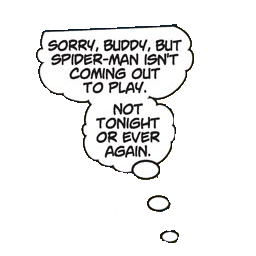 SORRY, BUDDY, BUT
SPIDER-MAN ISN'T
COMING OUT
TO PLAY.
NOT
TONIGHT
OR EVER
AGAIN.